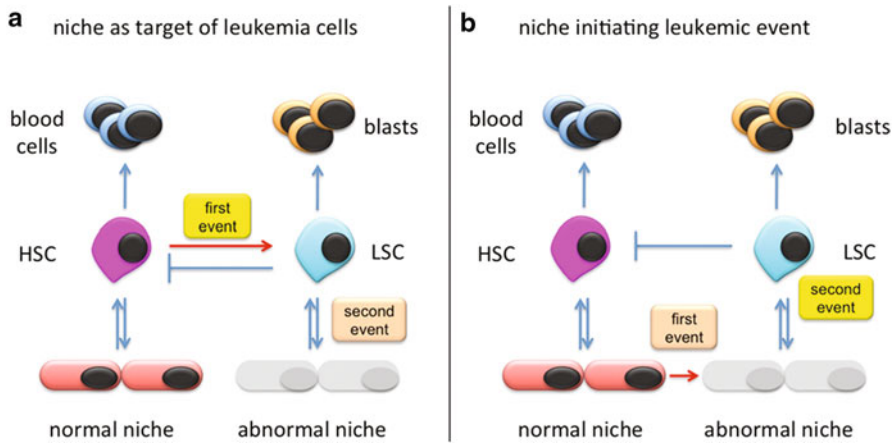 a
niche as target of leukemia cells
blood
cells
blasts
first
event
HSC
LSC
second
event
normal niche
abnormal niche
b
niche initiating leukemic event
blood
cells
blasts
HSC
LSC
second
event
first
event
normal niche
abnormal niche